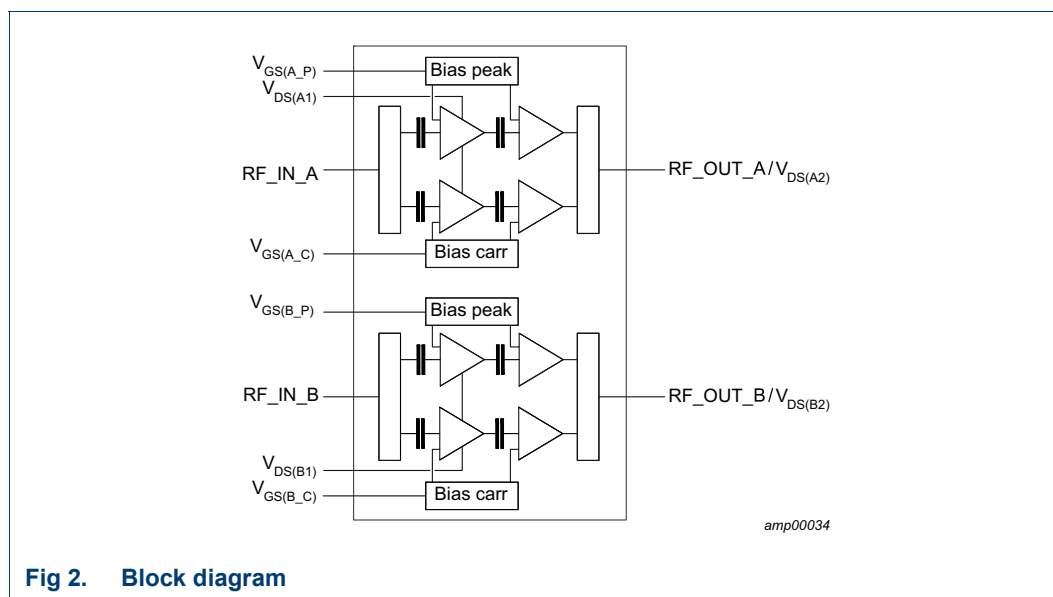 VGS(A_P)
Bias peak
VDS(A1)
RF_IN_A
RF_OUT_A/VDS(A2)
VGS(A_C)
Bias carr
VGS(B_P)
Bias peak
RF_IN_B
RF_OUT_B/VDS(B2)
VDS(B1)
VGS(B_C)
Bias carr
amp00034
Fig 2. Block diagram